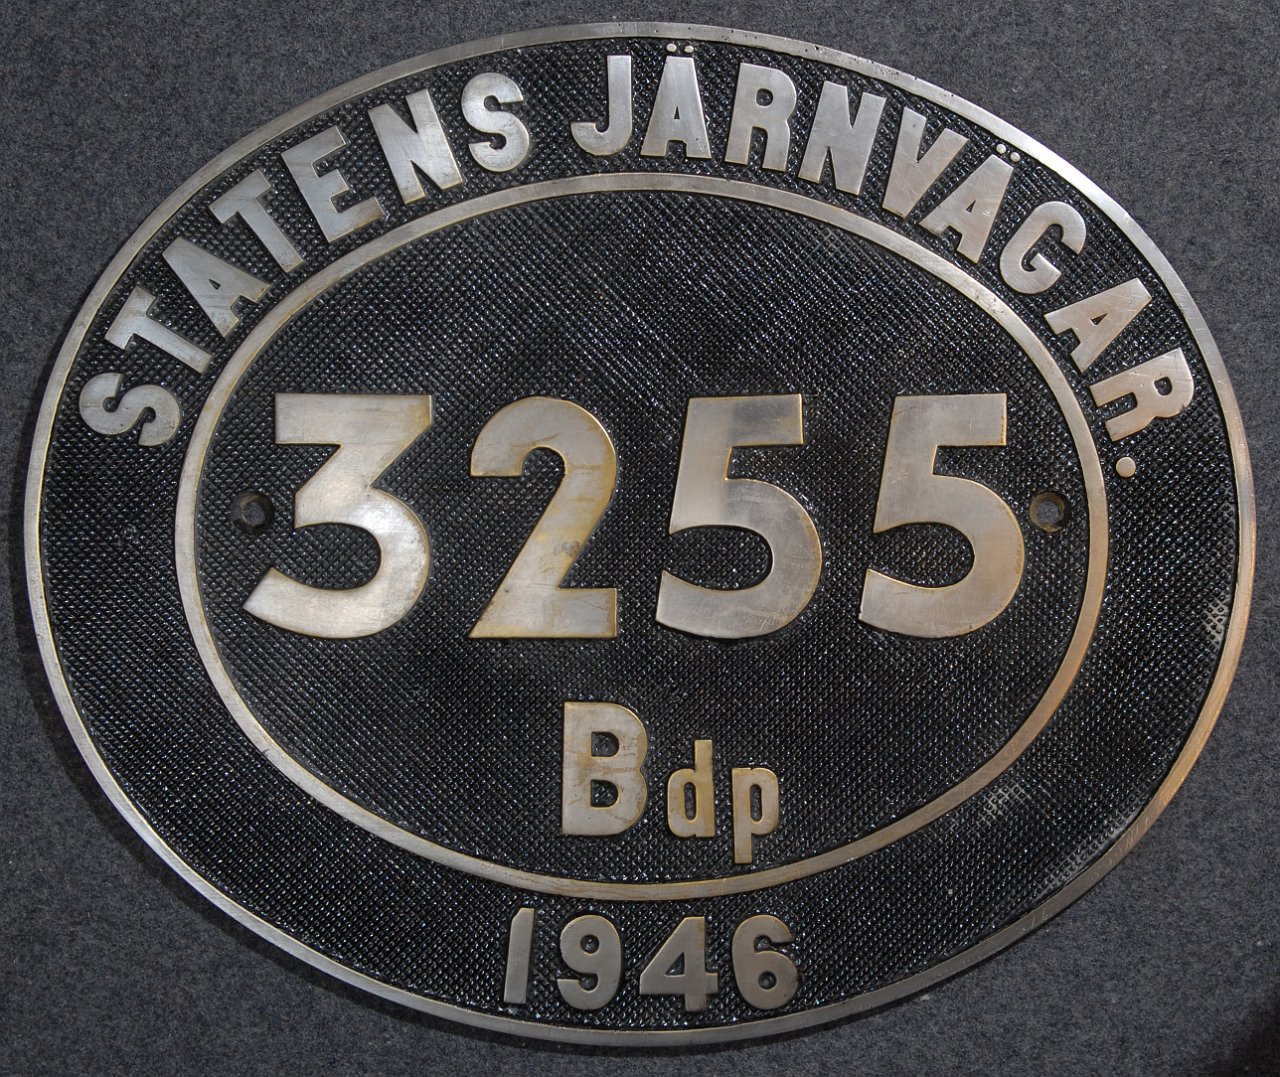 STATENS JÄRNVÄGAR.
3255
Bdp
1946